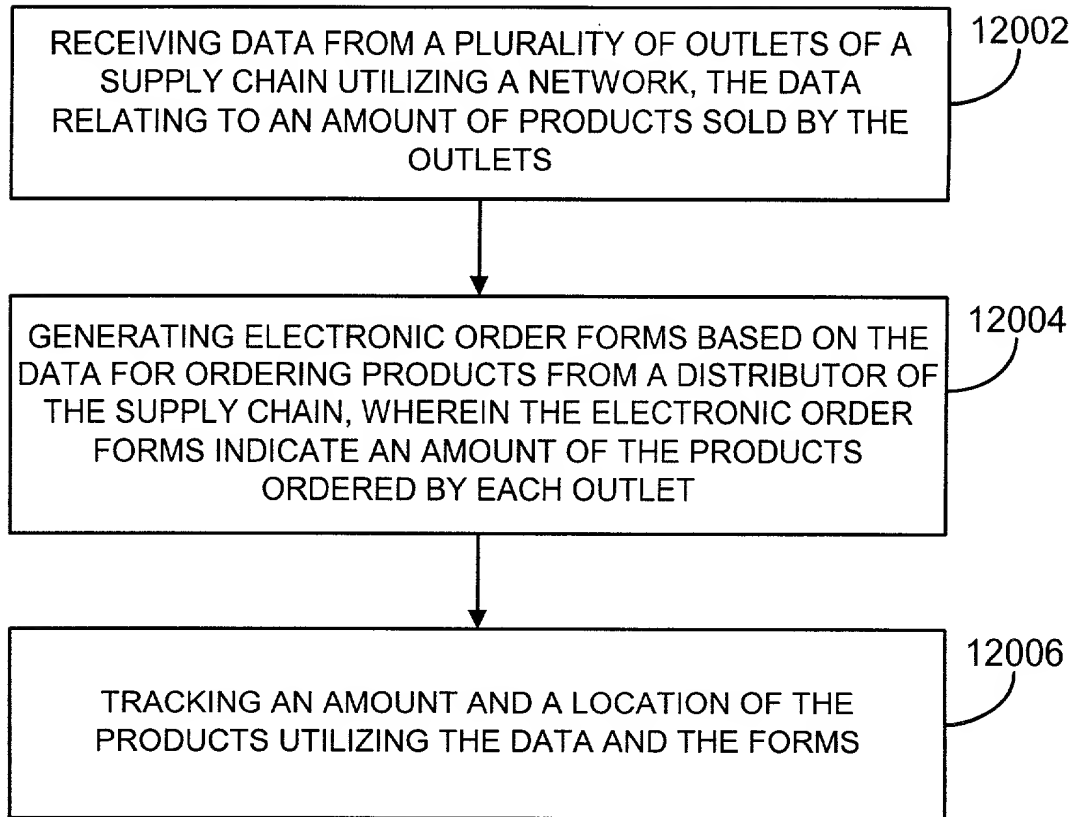 RECEIVING DATA FROM A PLURALITY OF OUTLETS OF A
SUPPLY CHAIN UTILIZING A NETWORK, THE DATA
RELATING TO AN AMOUNT OF PRODUCTS SOLD BY THE
OUTLETS
12002
GENERATING ELECTRONIC ORDER FORMS BASED ON THE
DATA FOR ORDERING PRODUCTS FROM A DISTRIBUTOR OF
THE SUPPLY CHAIN, WHEREIN THE ELECTRONIC ORDER
FORMS INDICATE AN AMOUNT OF THE PRODUCTS
ORDERED BY EACH OUTLET
12004
TRACKING AN AMOUNT AND A LOCATION OF THE
PRODUCTS UTILIZING THE DATA AND THE FORMS
12006